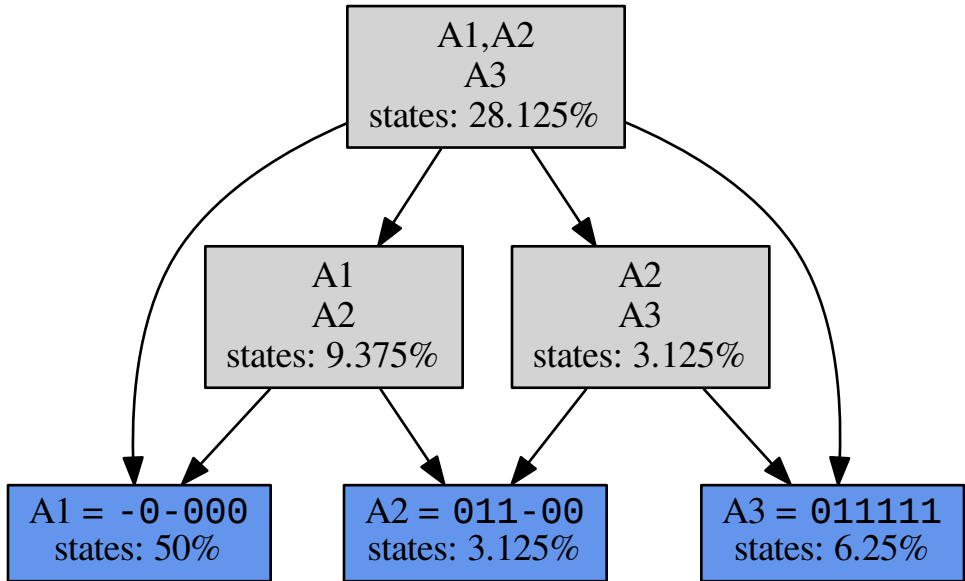 A1,A2
A3
states: 28.125%
A1
A2
states: 9.375%
A2
A3
states: 3.125%
A1 = -0-000
states: 50%
A2 = 011-00
states: 3.125%
A3 = 011111
states: 6.25%